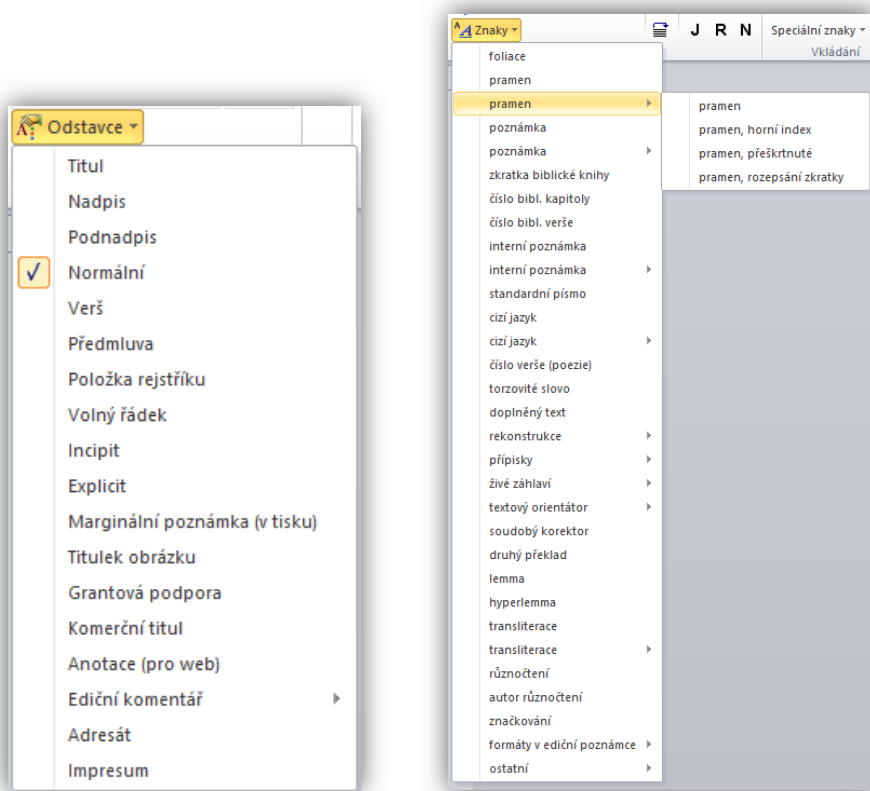 Odstavce
Titul
Nadpis
Podnadpis
Normální
Verš
Předmluva
Položka rejstříku
Volný řádek
Incipit
Explicit
Marginální poznámka (v tisku)
Titulek obrázku
Grantová podpora
Komerční titul
Anotace (pro web)
Ediční komentář
Adresát
Impresum
Znaky
J R N Speciální znaky
Vkládání
foliace
pramen
pramen
poznámka
poznámka
zkratka biblické knihy
číslo bibl. kapitoly
číslo bibl. verše
interní poznámka
interní poznámka
standardní písmo
cizí jazyk
cizí jazyk
číslo verše (poezie)
torzovité slovo
doplněný text
rekonstrukce
přípisky
živé záhlaví
textový orientátor
soudobý korektor
druhý překlad
lemma
hyperlemma
transliterace
transliterace
různočtení
autor různočtení
značkování
formáty v ediční poznámce
ostatní
pramen
pramen, horní index
pramen, přeškrtnuté
pramen, rozepsání zkratky